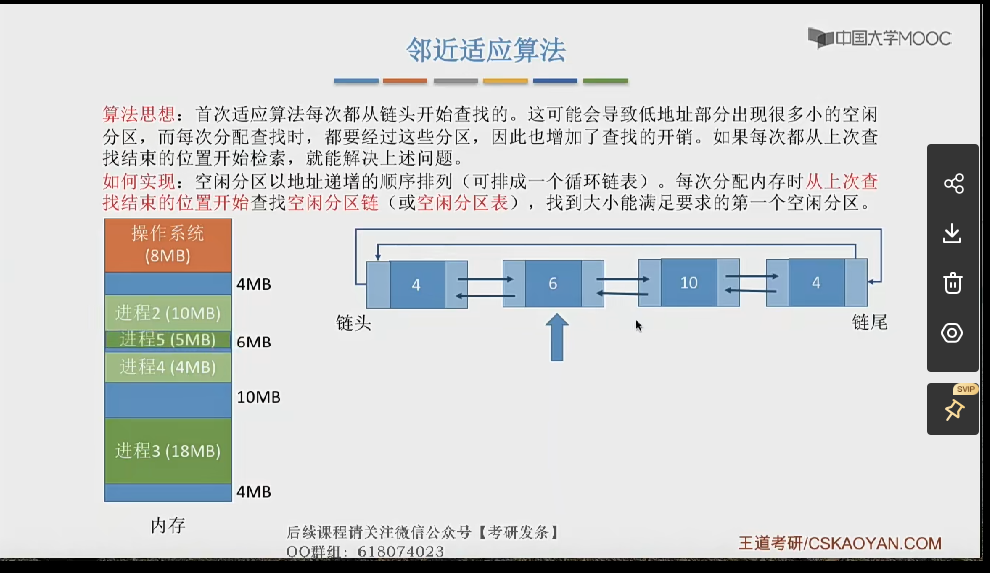 邻近适应算法
中国大学MOOC
算法思想：首次适应算法每次都从链头开始查找的。这可能会导致低地址部分出现很多小的空闲
分区，而每次分配查找时，都要经过这些分区，因此也增加了查找的开销。如果每次都从上次查
找结束的位置开始检索，就能解决上述问题。
如何实现：空闲分区以地址递增的顺序排列（可排成一个循环链表）。每次分配内存时从上次查
找结束的位置开始查找空闲分区链（或空闲分区表），找到大小能满足要求的第一个空闲分区。
操作系统
(8MB)
4MB
进程2 (10MB)
进程5 (5MB)
6MB
进程4 (4MB)
10MB
进程3 (18MB)
4MB
内存
4
6
10
4
链头
链尾
SVIP
后续课程请关注微信公众号【考研发条】
QQ群组：618074023
王道考研/CSKAOYAN.COM